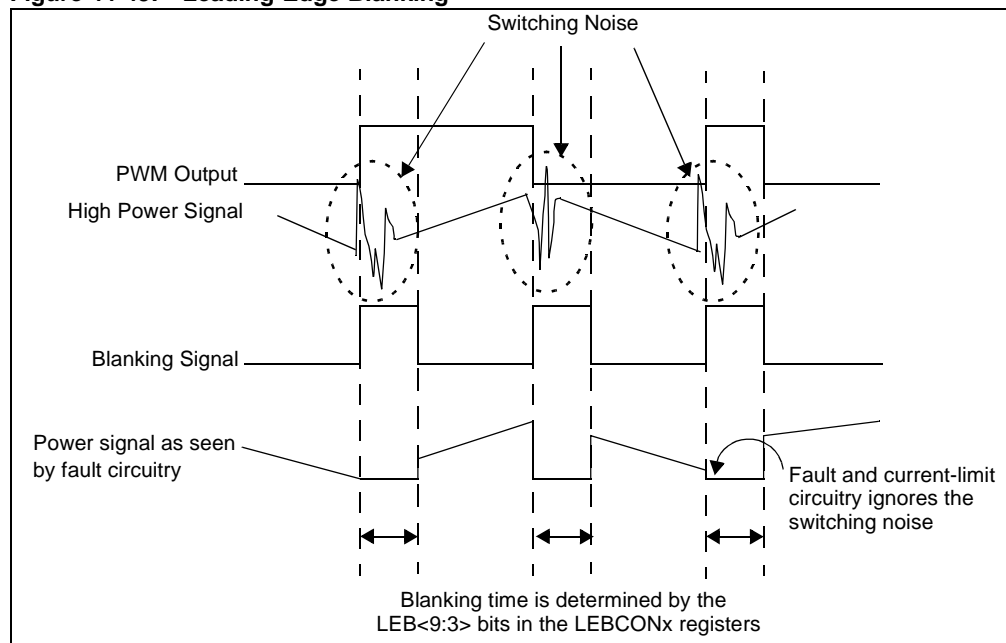 Figure Leading-Edge Blanking
Switching Noise
PWM Output
High Power Signal
Blanking Signal
Power signal as seen
by fault circuitry
Fault and current-limit
circuitry ignores the
switching noise
Blanking time is determined by the
LEB<9:3> bits in the LEBCONx registers